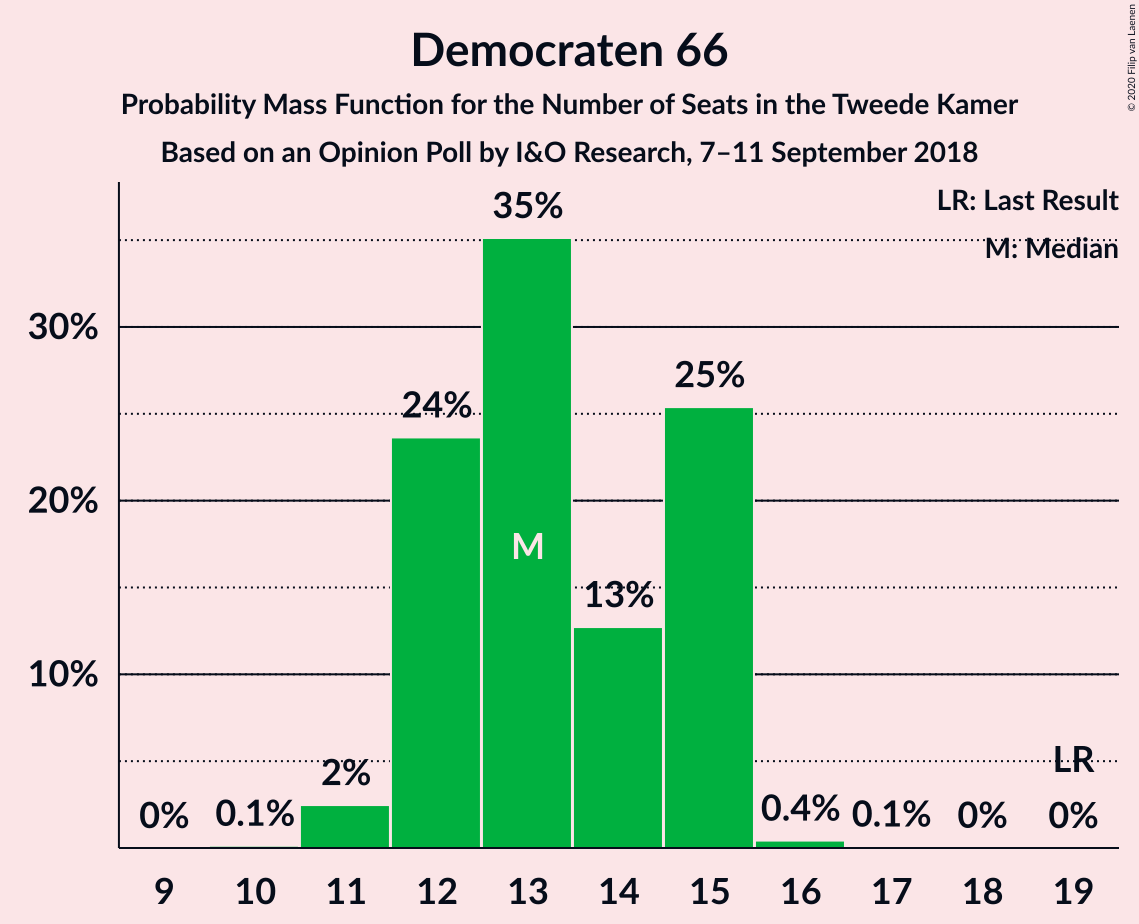 Democraten 66
Probability Mass Function for the Number of Seats in the Tweede Kamer
Based on an Opinion Poll by I&O Research, 7–11 September 2018
© 2020 Filip van Laenen
LR: Last Result
M: Median
30%
20%
10%
0%
0.1%
2%
24%
35%
M
13%
25%
0.4%
0.1%
0%
LR
0%
9 10 11 12 13 14 15 16 17 18 19